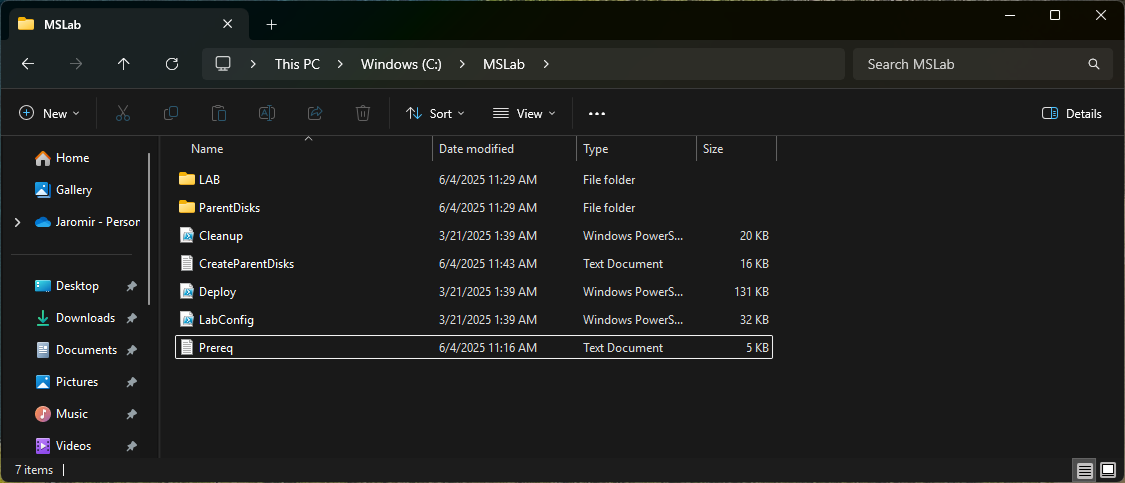 MSLab
This PC > Windows (C:) > MSLab >
Search MSLab
New
Sort
View
Details
Name Date modified Type Size
Home
Gallery
Jaromir - Person
Desktop
Downloads
Documents
Pictures
Music
Videos
LAB 6/4/2025 11:29 AM File folder
ParentDisks 6/4/2025 11:29 AM File folder
Cleanup 3/21/2025 1:39 AM Windows PowerS... 20 KB
CreateParentDisks 6/4/2025 11:43 AM Text Document 16 KB
Deploy 3/21/2025 1:39 AM Windows PowerS... 131 KB
LabConfig 3/21/2025 1:39 AM Windows PowerS... 32 KB
Prereq 6/4/2025 11:16 AM Text Document 5 KB
7 items